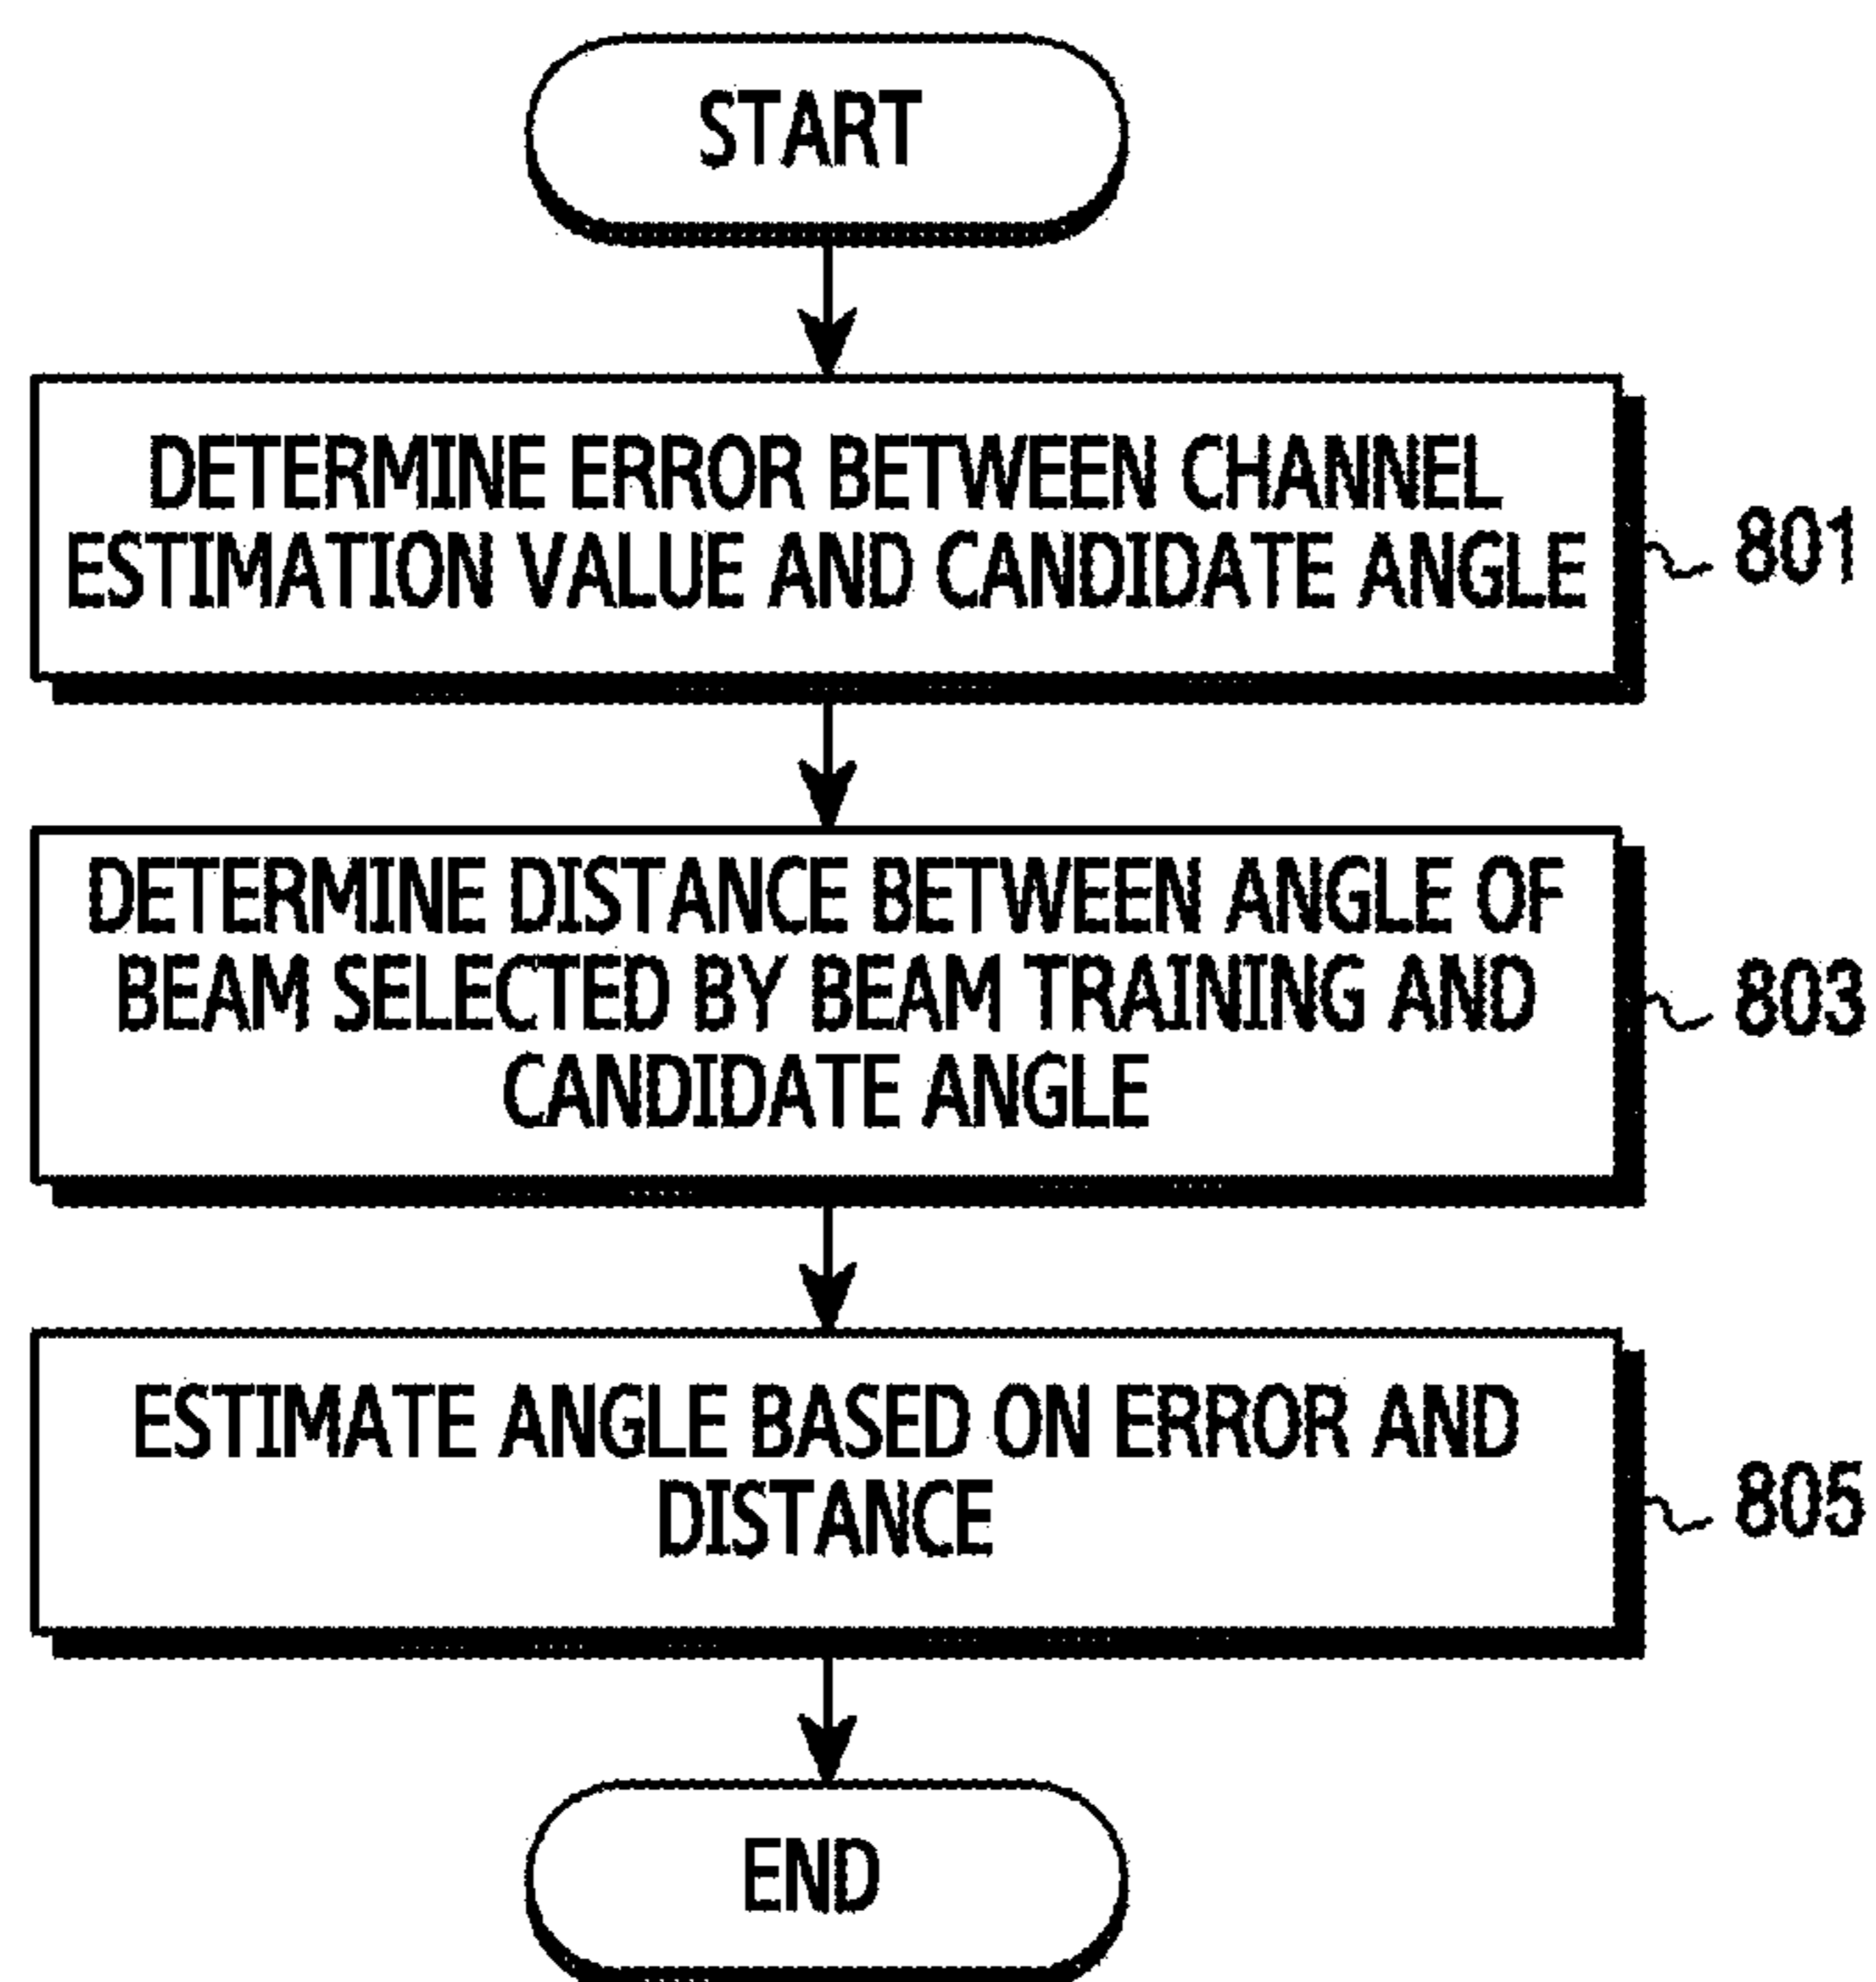 START
DETERMINE ERROR BETWEEN CHANNEL
ESTIMATION VALUE AND CANDIDATE ANGLE
801
DETERMINE DISTANCE BETWEEN ANGLE OF
BEAM SELECTED BY BEAM TRAINING AND
CANDIDATE ANGLE
803
ESTIMATE ANGLE BASED ON ERROR AND
DISTANCE
805
END